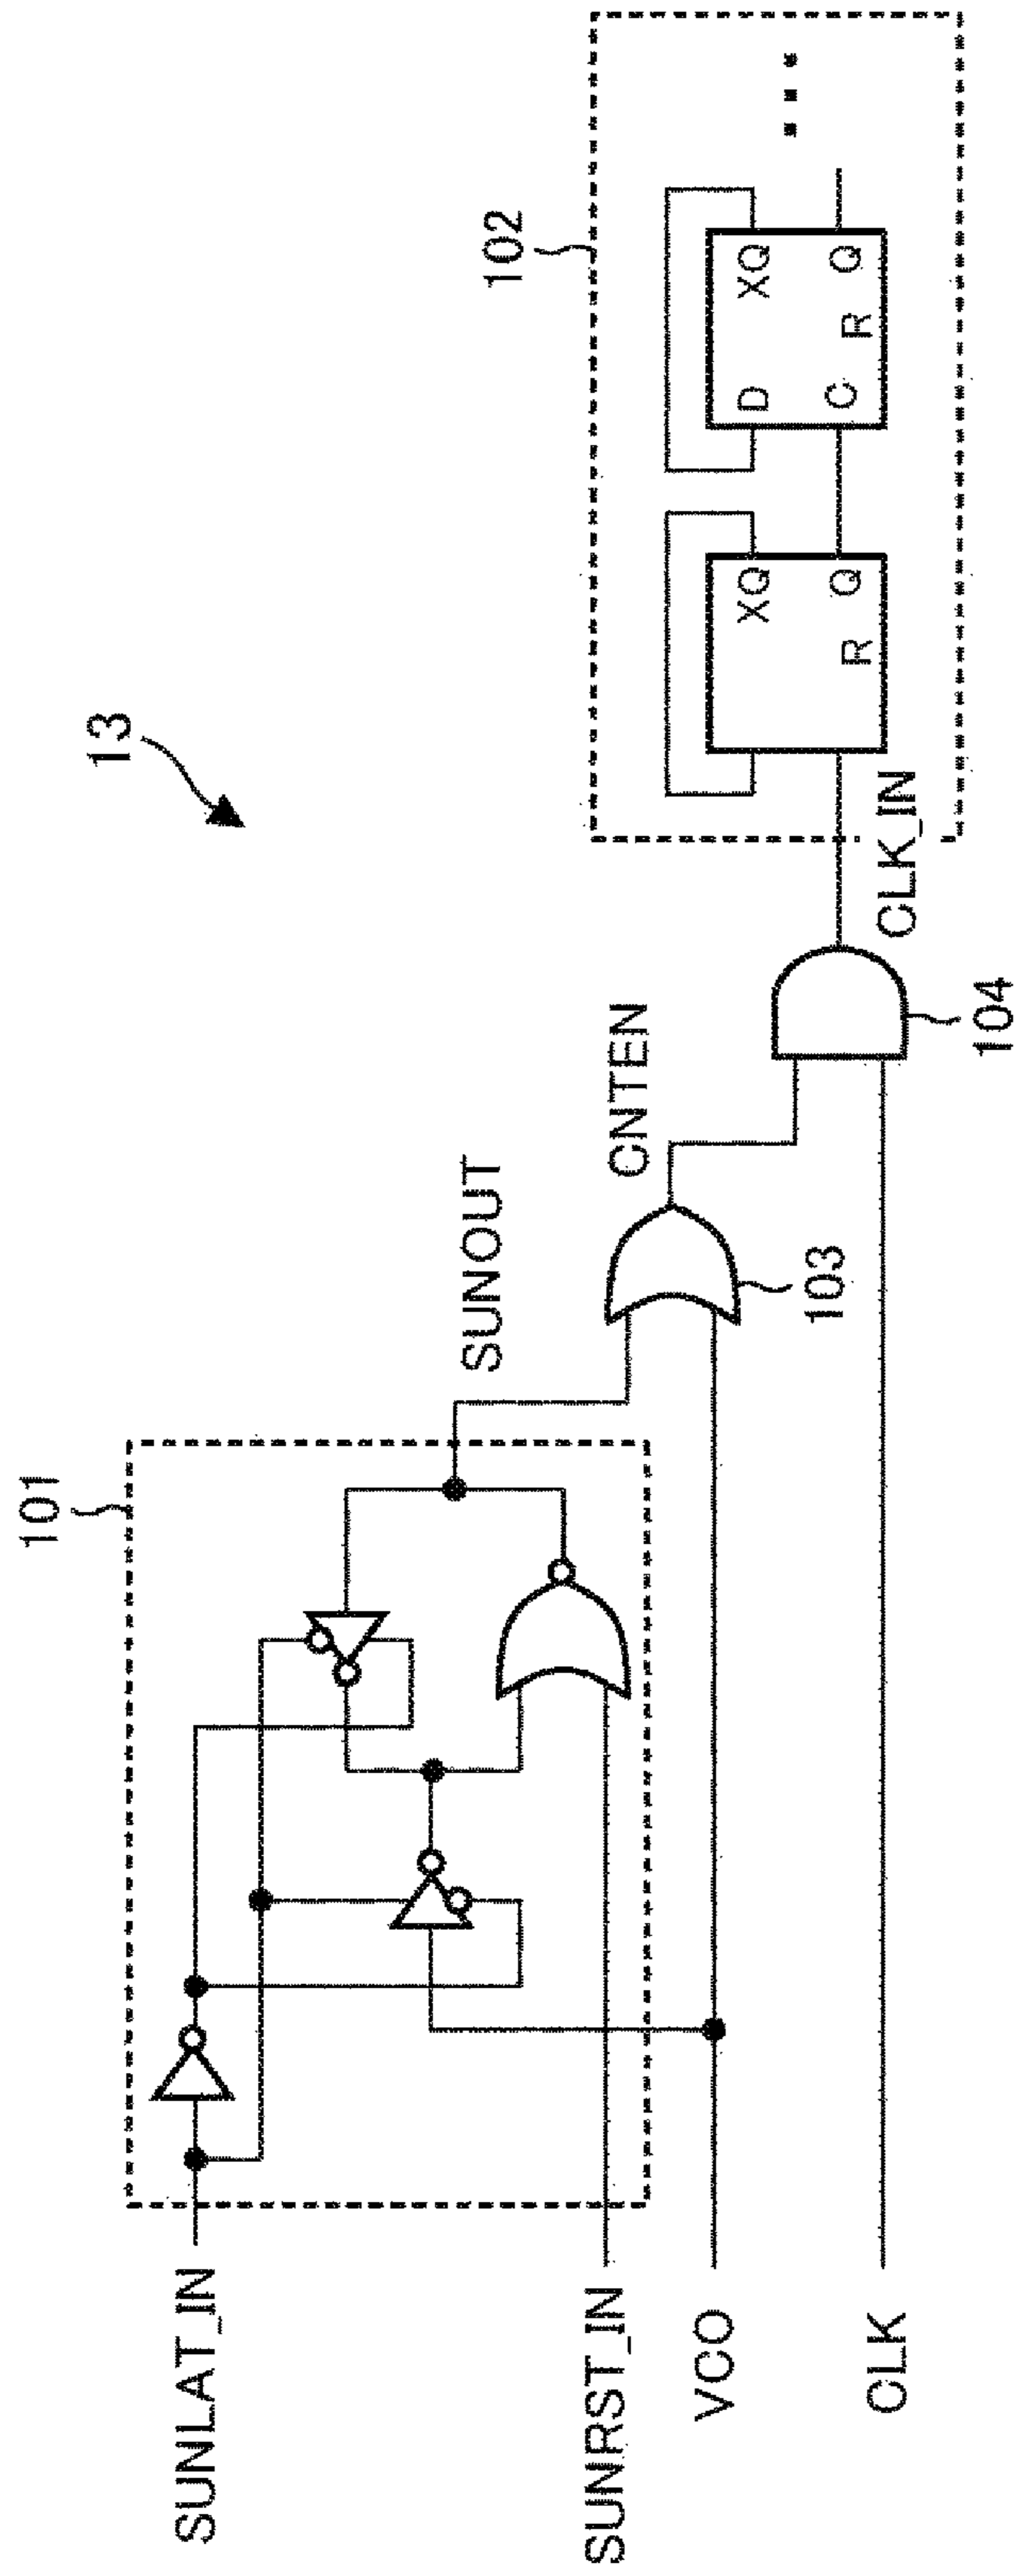 13
101
102
SUNLAT_IN
SUNOUT
CNTEN
XQ
D
XQ
R
Q
C
R
Q
103
CLK_IN
104
SUNRST_IN
VCO
CLK